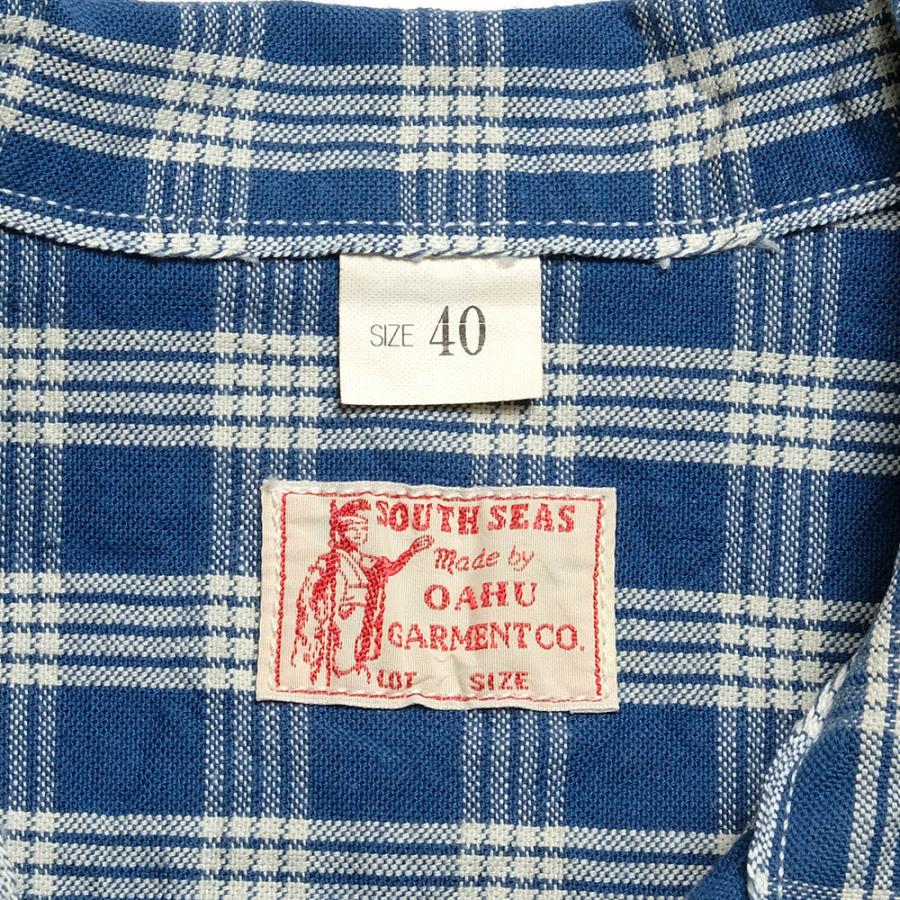 SIZE 40
SOUTH SEAS
Made by
OAHU
GARMENT CO.
LOT SIZE